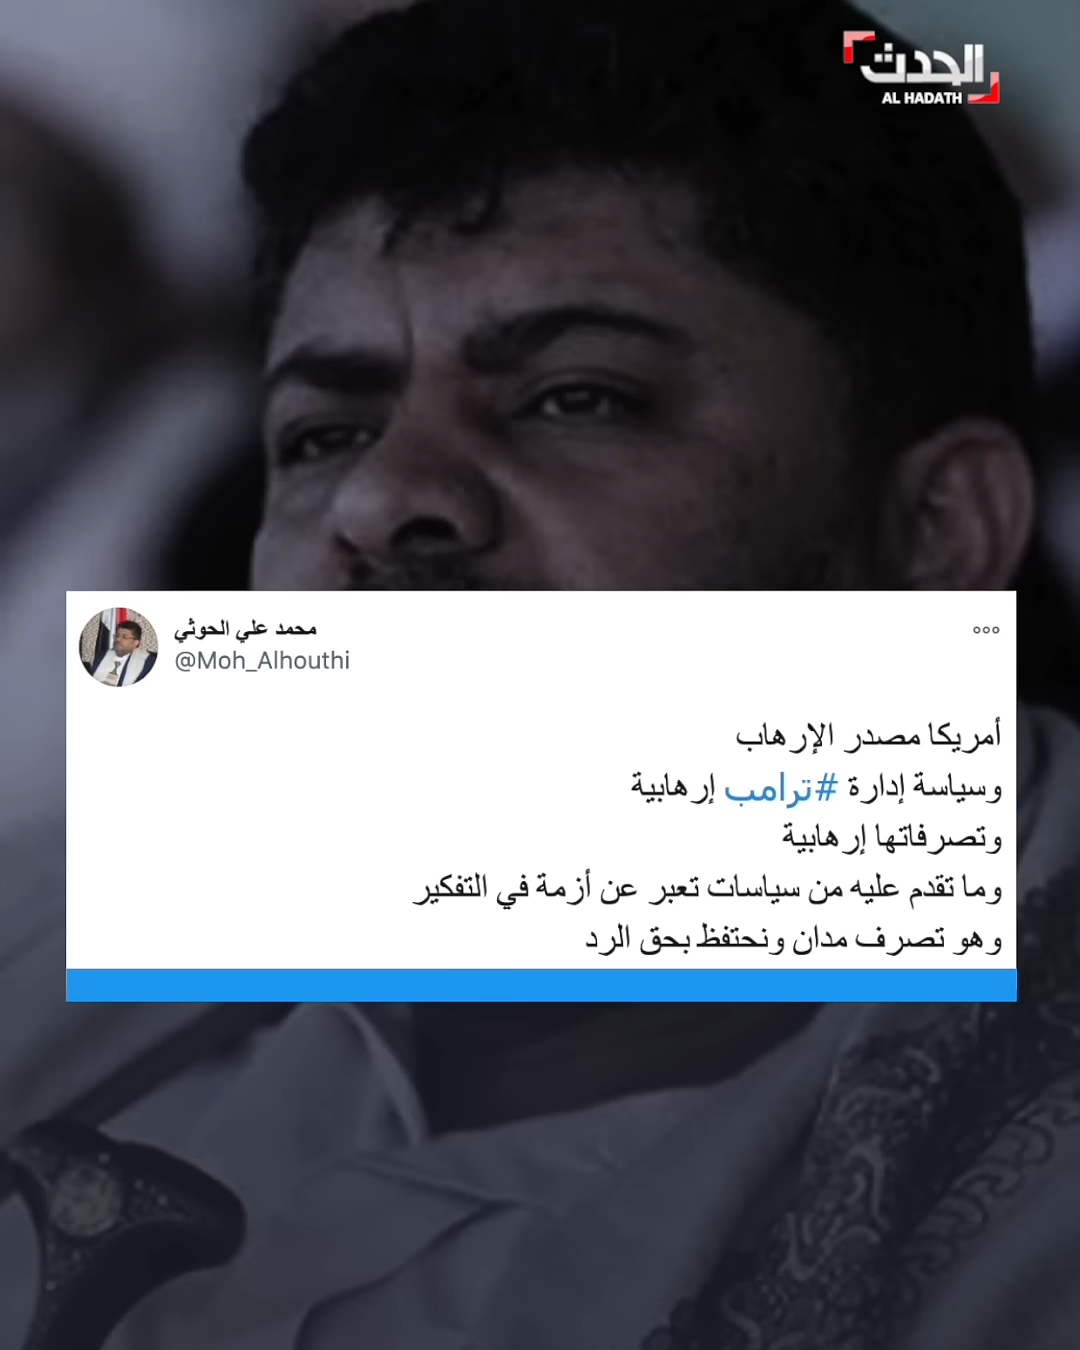 الحدث
AL HADATH
محمد علي الحوثي
@Moh_Alhouthi
أمريكا مصدر الإرهاب
وسياسة إدارة #ترامب إرهابية
وتصرفاتها إرهابية
وما تقدم عليه من سياسات تعبر عن أزمة في التفكير
وهو تصرف مدان ونحتفظ بحق الرد